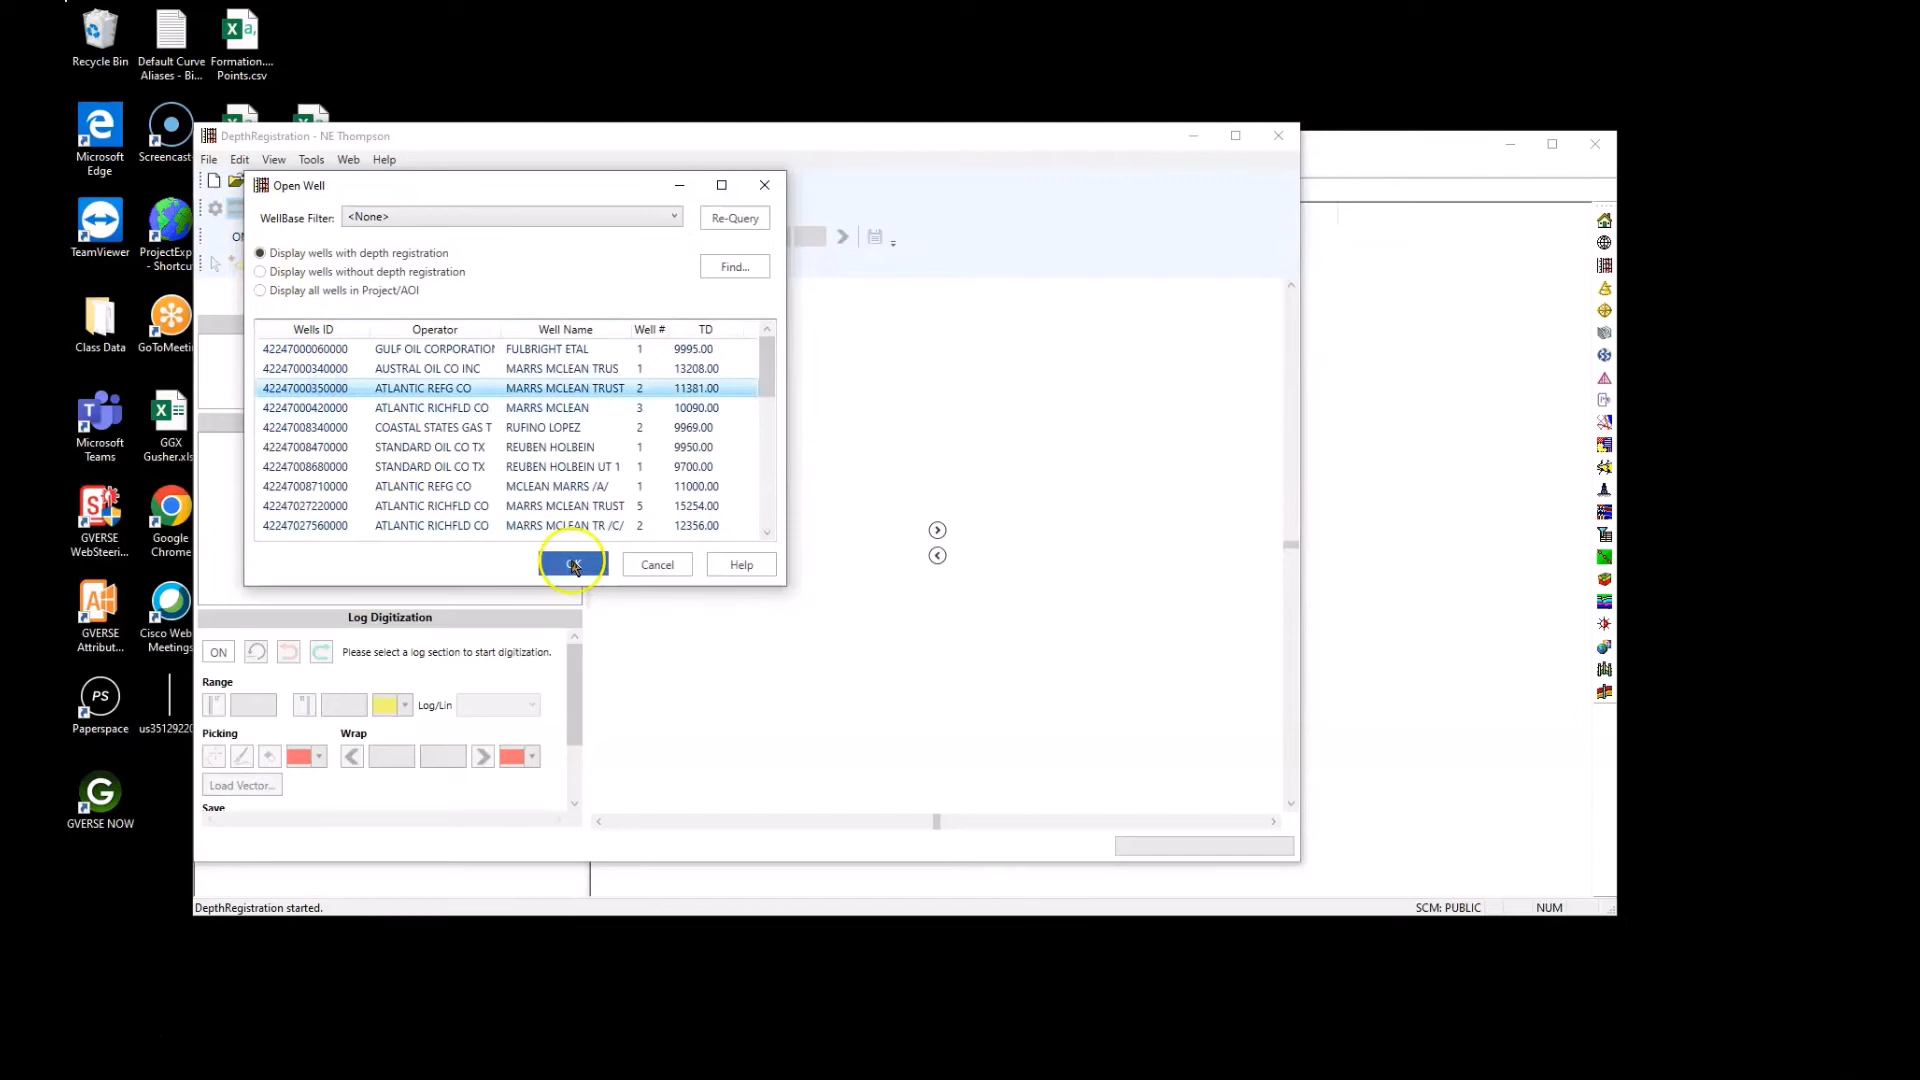 Recycle Bin
Default Curve
Aliases - Bi...
Formation....
Points.csv
Microsoft
Edge
Screencast
TeamViewer
ProjectExp
- Shortcu
Class Data
GoToMeeti
Microsoft
Teams
GGX
Gusher.xls
GVERSE
WebSteeri...
Google
Chrome
GVERSE
Attribut...
Cisco Web
Meetings
PS
Paperspace
us35129220
GVERSE NOW
DepthRegistration - NE Thompson
File Edit View Tools Web Help
ON
Open Well
WellBase Filter: <None> Re-Query
Display wells with depth registration
Display wells without depth registration
Display all wells in Project/AOI
Find...
Wells ID Operator Well Name Well # TD
42247000060000 GULF OIL CORPORATION FULBRIGHT ETAL 1 9995.00
42247000340000 AUSTRAL OIL CO INC MARRS MCLEAN TRUS 1 13208.00
42247000350000 ATLANTIC REFG CO MARRS MCLEAN TRUST 2 11381.00
42247000420000 ATLANTIC RICHFLD CO MARRS MCLEAN 3 10090.00
42247008340000 COASTAL STATES GAS T RUFINO LOPEZ 2 9969.00
42247008470000 STANDARD OIL CO TX REUBEN HOLBEIN 1 9950.00
42247008680000 STANDARD OIL CO TX REUBEN HOLBEIN UT 1 1 9700.00
42247008710000 ATLANTIC REFG CO MCLEAN MARRS /A/ 1 11000.00
42247027220000 ATLANTIC RICHFLD CO MARRS MCLEAN TRUST 5 15254.00
42247027560000 ATLANTIC RICHFLD CO MARRS MCLEAN TR /C/ 2 12356.00
OK Cancel Help
Log Digitization
ON Please select a log section to start digitization.
Range
Log/Lin
Picking Wrap
Load Vector...
Save
DepthRegistration started.
SCM: PUBLIC NUM